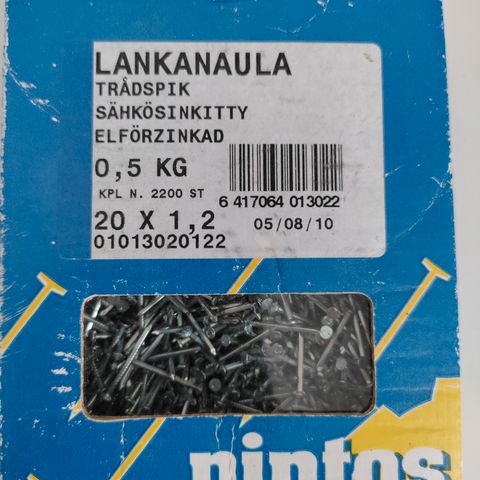 LANKANAULA
TRÅDSPIK
SÄHKÖSINKITTY
ELFÖRZINKAD
0,5 KG
KPL N. 2200 ST
6 417064 013022
20 X 1,2
05/08/10
01013020122
pintos